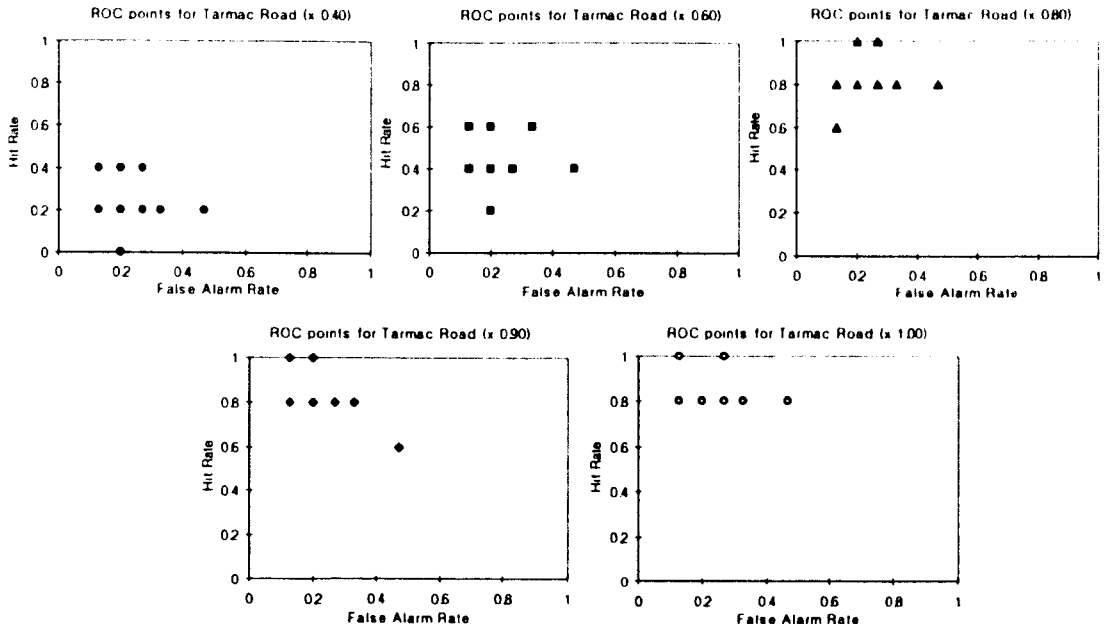 ROC points for Tarmac Road (x 0.40)
1
0.8
0.6
0.4
0.2
0
Hit Rate
0 0.2 0.4 0.6 0.8 1
False Alarm Rate
ROC points for Tarmac Road (x 0.60)
1
0.8
0.6
0.4
0.2
0
Hit Rate
0 0.2 0.4 0.6 0.8 1
False Alarm Rate
ROC points for Tarmac Road (x 0.80)
1
0.8
0.6
0.4
0.2
0
Hit Rate
0 0.2 0.4 0.6 0.8 1
False Alarm Rate
ROC points for Tarmac Road (x 0.90)
1
0.8
0.6
0.4
0.2
0
Hit Rate
0 0.2 0.4 0.6 0.8 1
False Alarm Rate
ROC points for Tarmac Road (x 1.00)
1
0.8
0.6
0.4
0.2
0
Hit Rate
0 0.2 0.4 0.6 0.8 1
False Alarm Rate